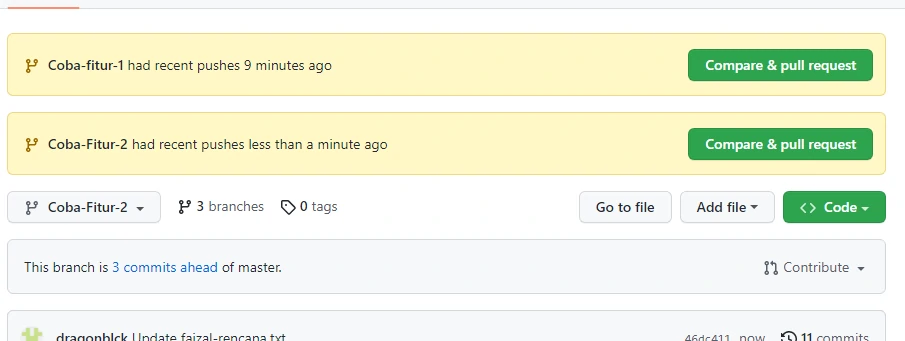 Coba-fitur-1 had recent pushes 9 minutes ago Compare & pull request
Coba-Fitur-2 had recent pushes less than a minute ago Compare & pull request
Coba-Fitur-2 3 branches 0 tags Go to file Add file Code
This branch is 3 commits ahead of master. Contribute
dragonblck Update faizal-rencana.txt 46dc411 now 11 commits